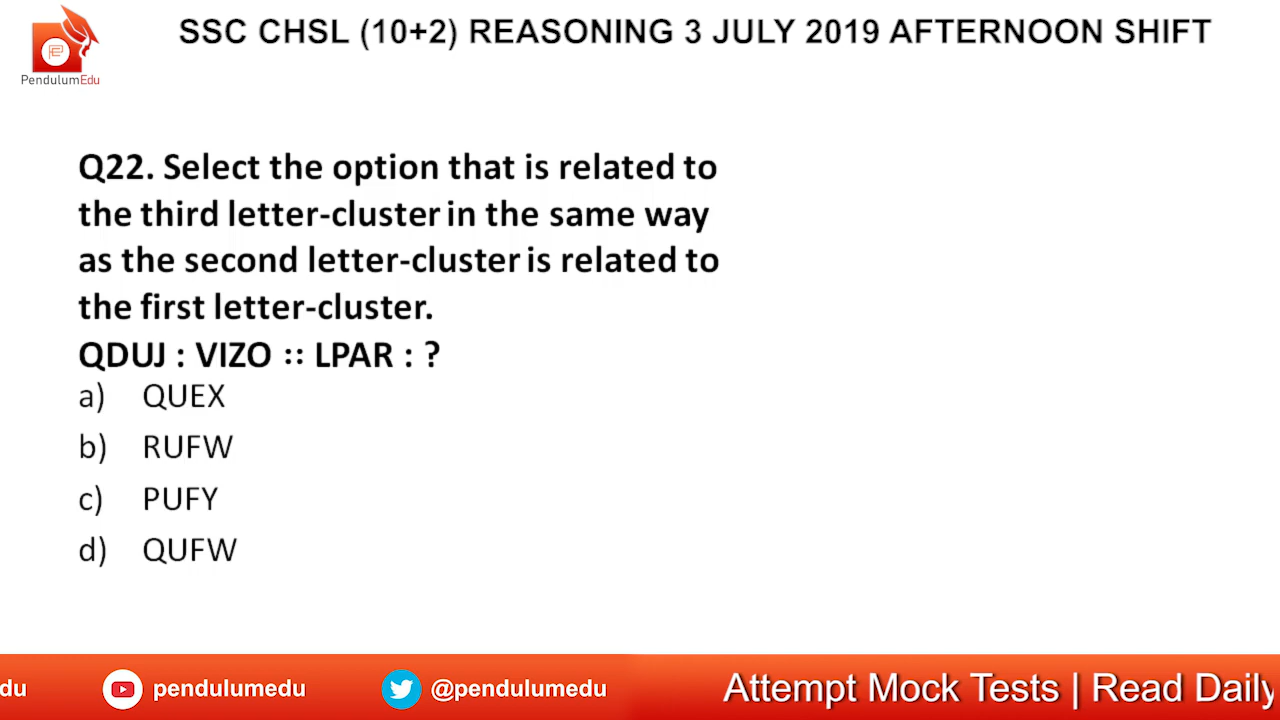 SSC CHSL (10+2) REASONING 3 JULY 2019 AFTERNOON SHIFT
PendulumEdu
Q22. Select the option that is related to
the third letter-cluster in the same way
as the second letter-cluster is related to
the first letter-cluster.
QDUJ : VIZO :: LPAR : ?
a) QUEX
b) RUFW
c) PUFY
d) QUFW
du pendulumedu @pendulumedu Attempt Mock Tests | Read Daily